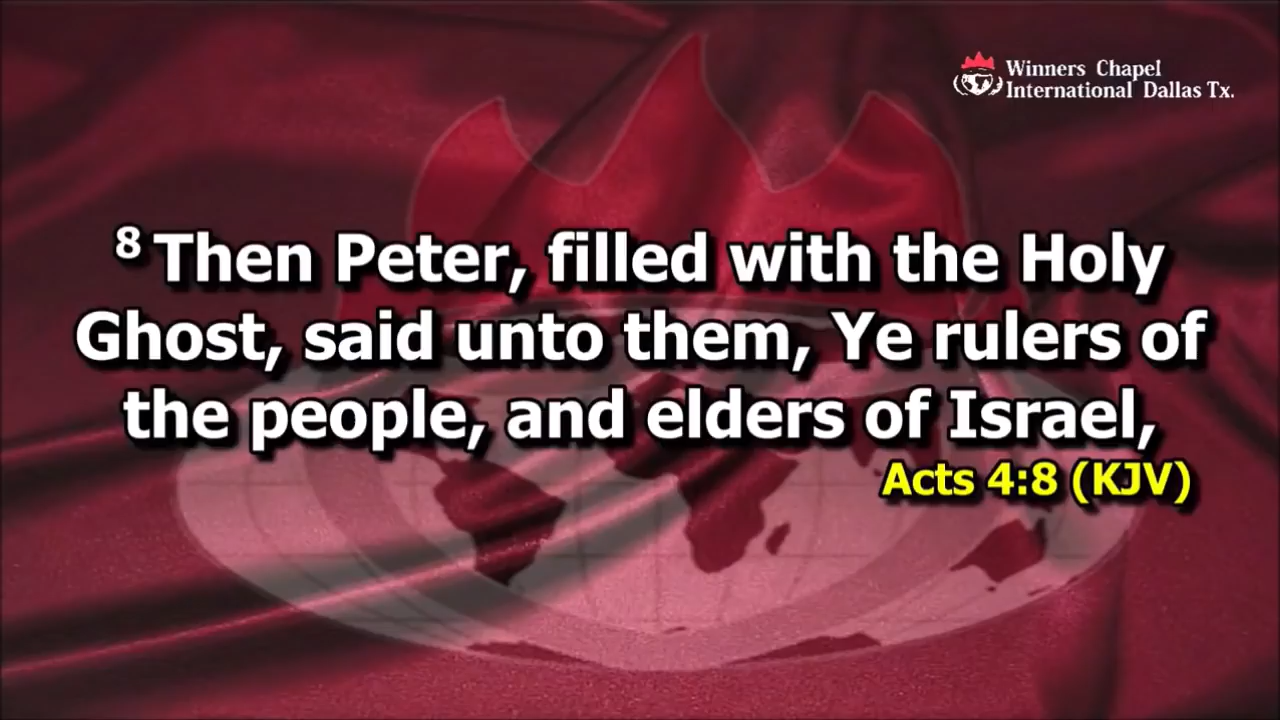 Winners Chapel
International Dallas Tx.
8 Then Peter, filled with the Holy
Ghost, said unto them, Ye rulers of
the people, and elders of Israel,
Acts 4:8 (KJV)